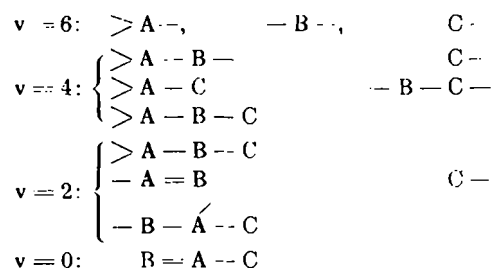 v = 6: > A -, — B -, C -
C -
v = 4: { > A - B —
> A — C — B — C —
> A — B — C
v = 2: { > A — B - C
— A = B C —
— B — A - C
v = 0: B = A — C